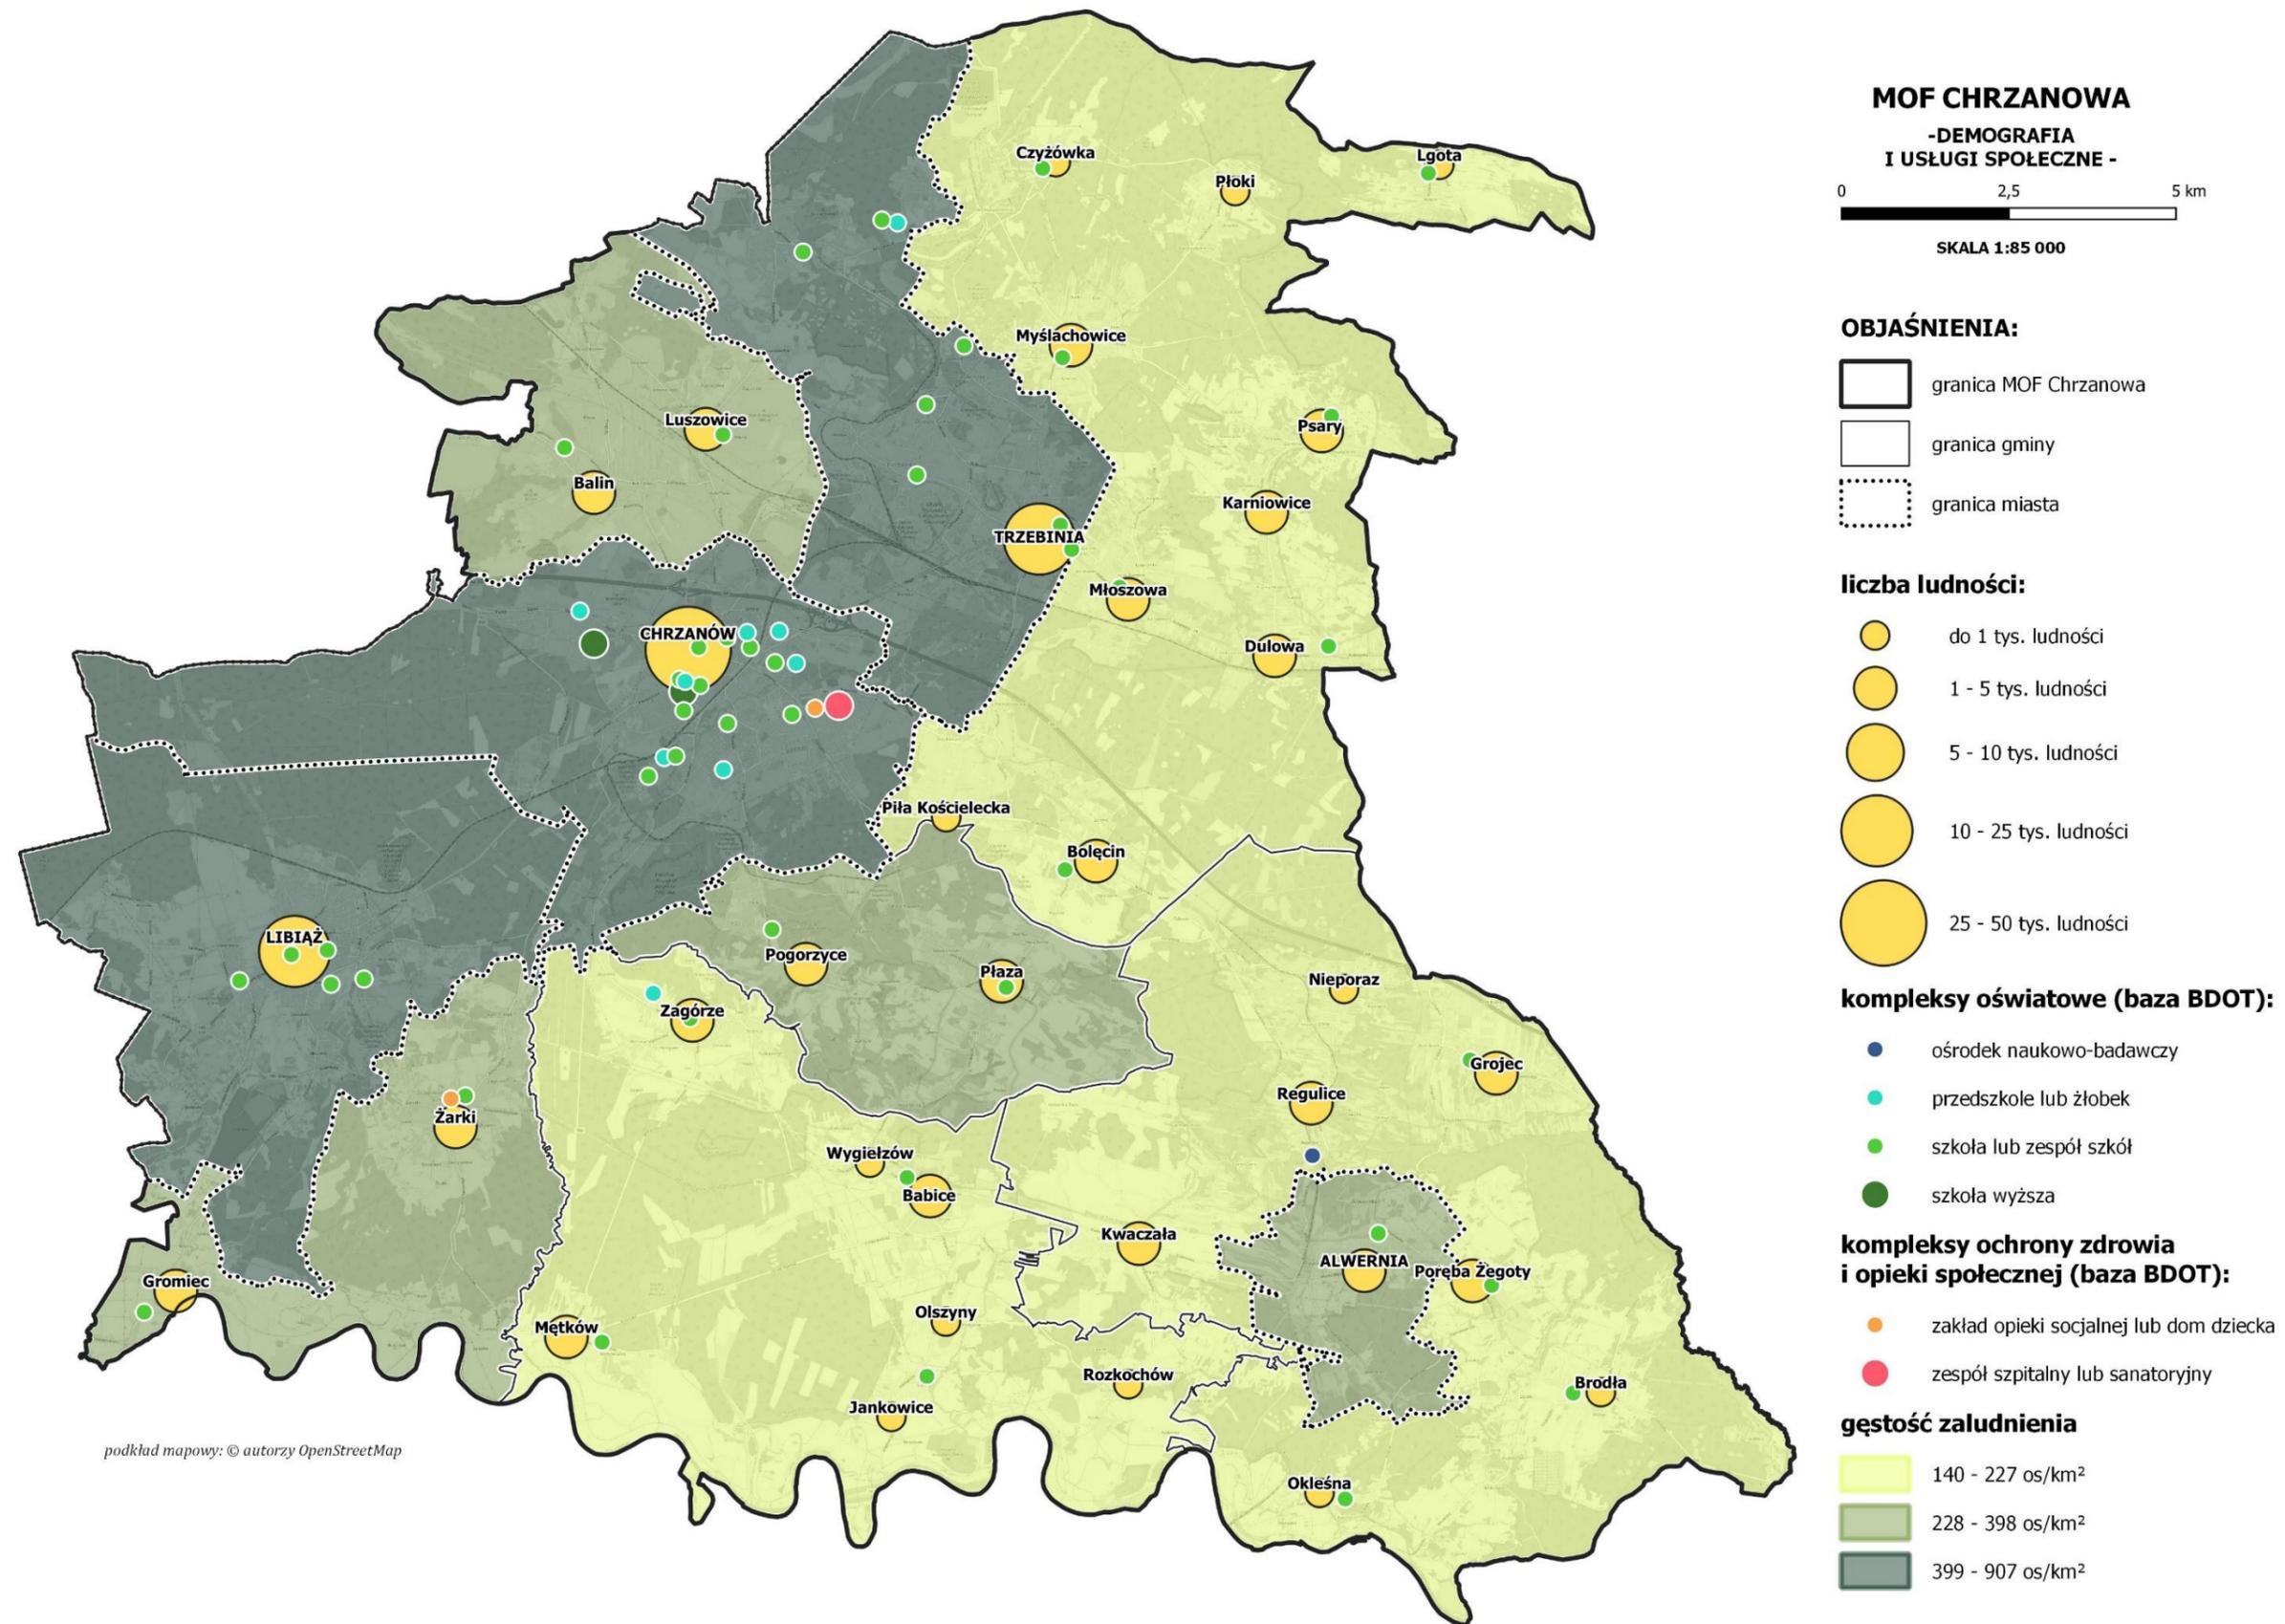 MOF CHRZANOWA
-DEMOGRAFIA
I USŁUGI SPOŁECZNE -
0 2,5 5 km
SKALA 1:85 000
OBJAŚNIENIA:
granica MOF Chrzanowa
granica gminy
granica miasta
liczba ludności:
do 1 tys. ludności
1 - 5 tys. ludności
5 - 10 tys. ludności
10 - 25 tys. ludności
25 - 50 tys. ludności
kompleksy oświatowe (baza BDOT):
ośrodek naukowo-badawczy
przedszkole lub żłobek
szkoła lub zespół szkół
szkoła wyższa
kompleksy ochrony zdrowia
i opieki społecznej (baza BDOT):
zakład opieki socjalnej lub dom dziecka
zespół szpitalny lub sanatoryjny
gęstość zaludnienia
140 - 227 os/km²
228 - 398 os/km²
399 - 907 os/km²
Czyżówka
Lgota
Płoki
Myślachowice
Luszowice
Psary
Balin
Karniowice
TRZEBINIA
Młoszowa
CHRZANÓW
Dulowa
Piła Kościelecka
Bolęcin
LIBIĄŻ
Pogorzyce
Płaza
Nieporaz
Zagórze
Grojec
Regulice
Żarki
Wygiełzów
Babice
Kwaczała
ALWERNIA
Poręba Żegoty
Gromiec
Olszyny
Mętków
Rozkochów
Brodła
Jankowice
Okleśna
podkład mapowy: © autorzy OpenStreetMap